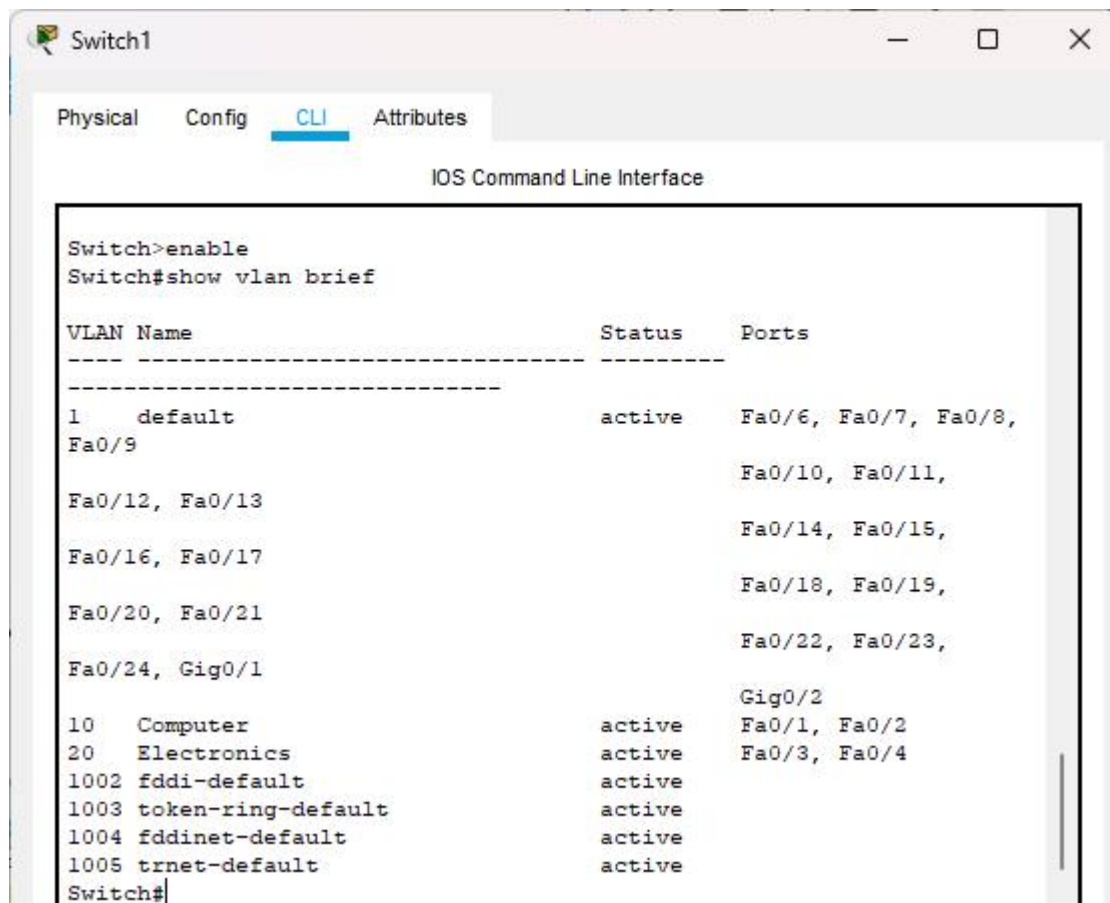 Switch1
Physical Config CLI Attributes
IOS Command Line Interface
Switch>enable
Switch#show vlan brief
VLAN Name                             Status    Ports
---- -------------------------------- ---------
-------------------------------
1    default                          active    Fa0/6, Fa0/7, Fa0/8,
Fa0/9
                                                Fa0/10, Fa0/11,
Fa0/12, Fa0/13
                                                Fa0/14, Fa0/15,
Fa0/16, Fa0/17
                                                Fa0/18, Fa0/19,
Fa0/20, Fa0/21
                                                Fa0/22, Fa0/23,
Fa0/24, Gig0/1
                                                Gig0/2
10   Computer                         active    Fa0/1, Fa0/2
20   Electronics                      active    Fa0/3, Fa0/4
1002 fddi-default                     active
1003 token-ring-default               active
1004 fddinet-default                  active
1005 trnet-default                    active
Switch#